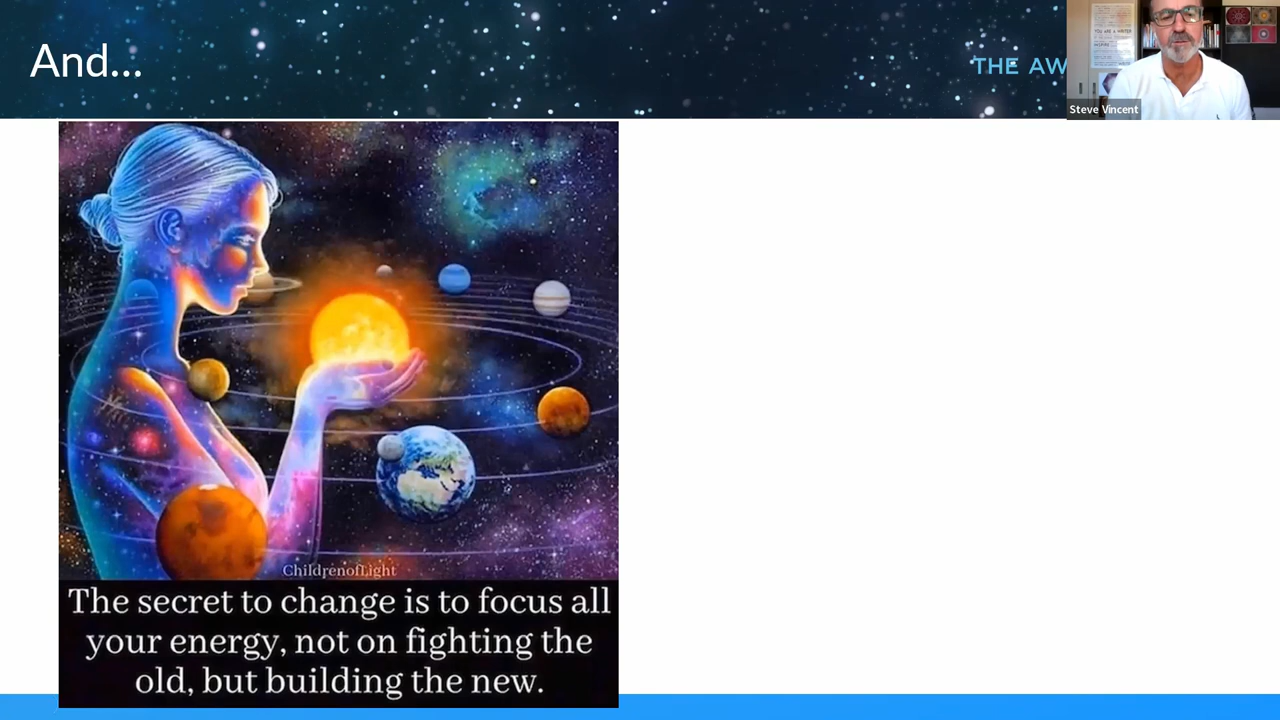 And...
THE AW
Steve Vincent
ChildrenofLight
The secret to change is to focus all
your energy, not on fighting the
old, but building the new.